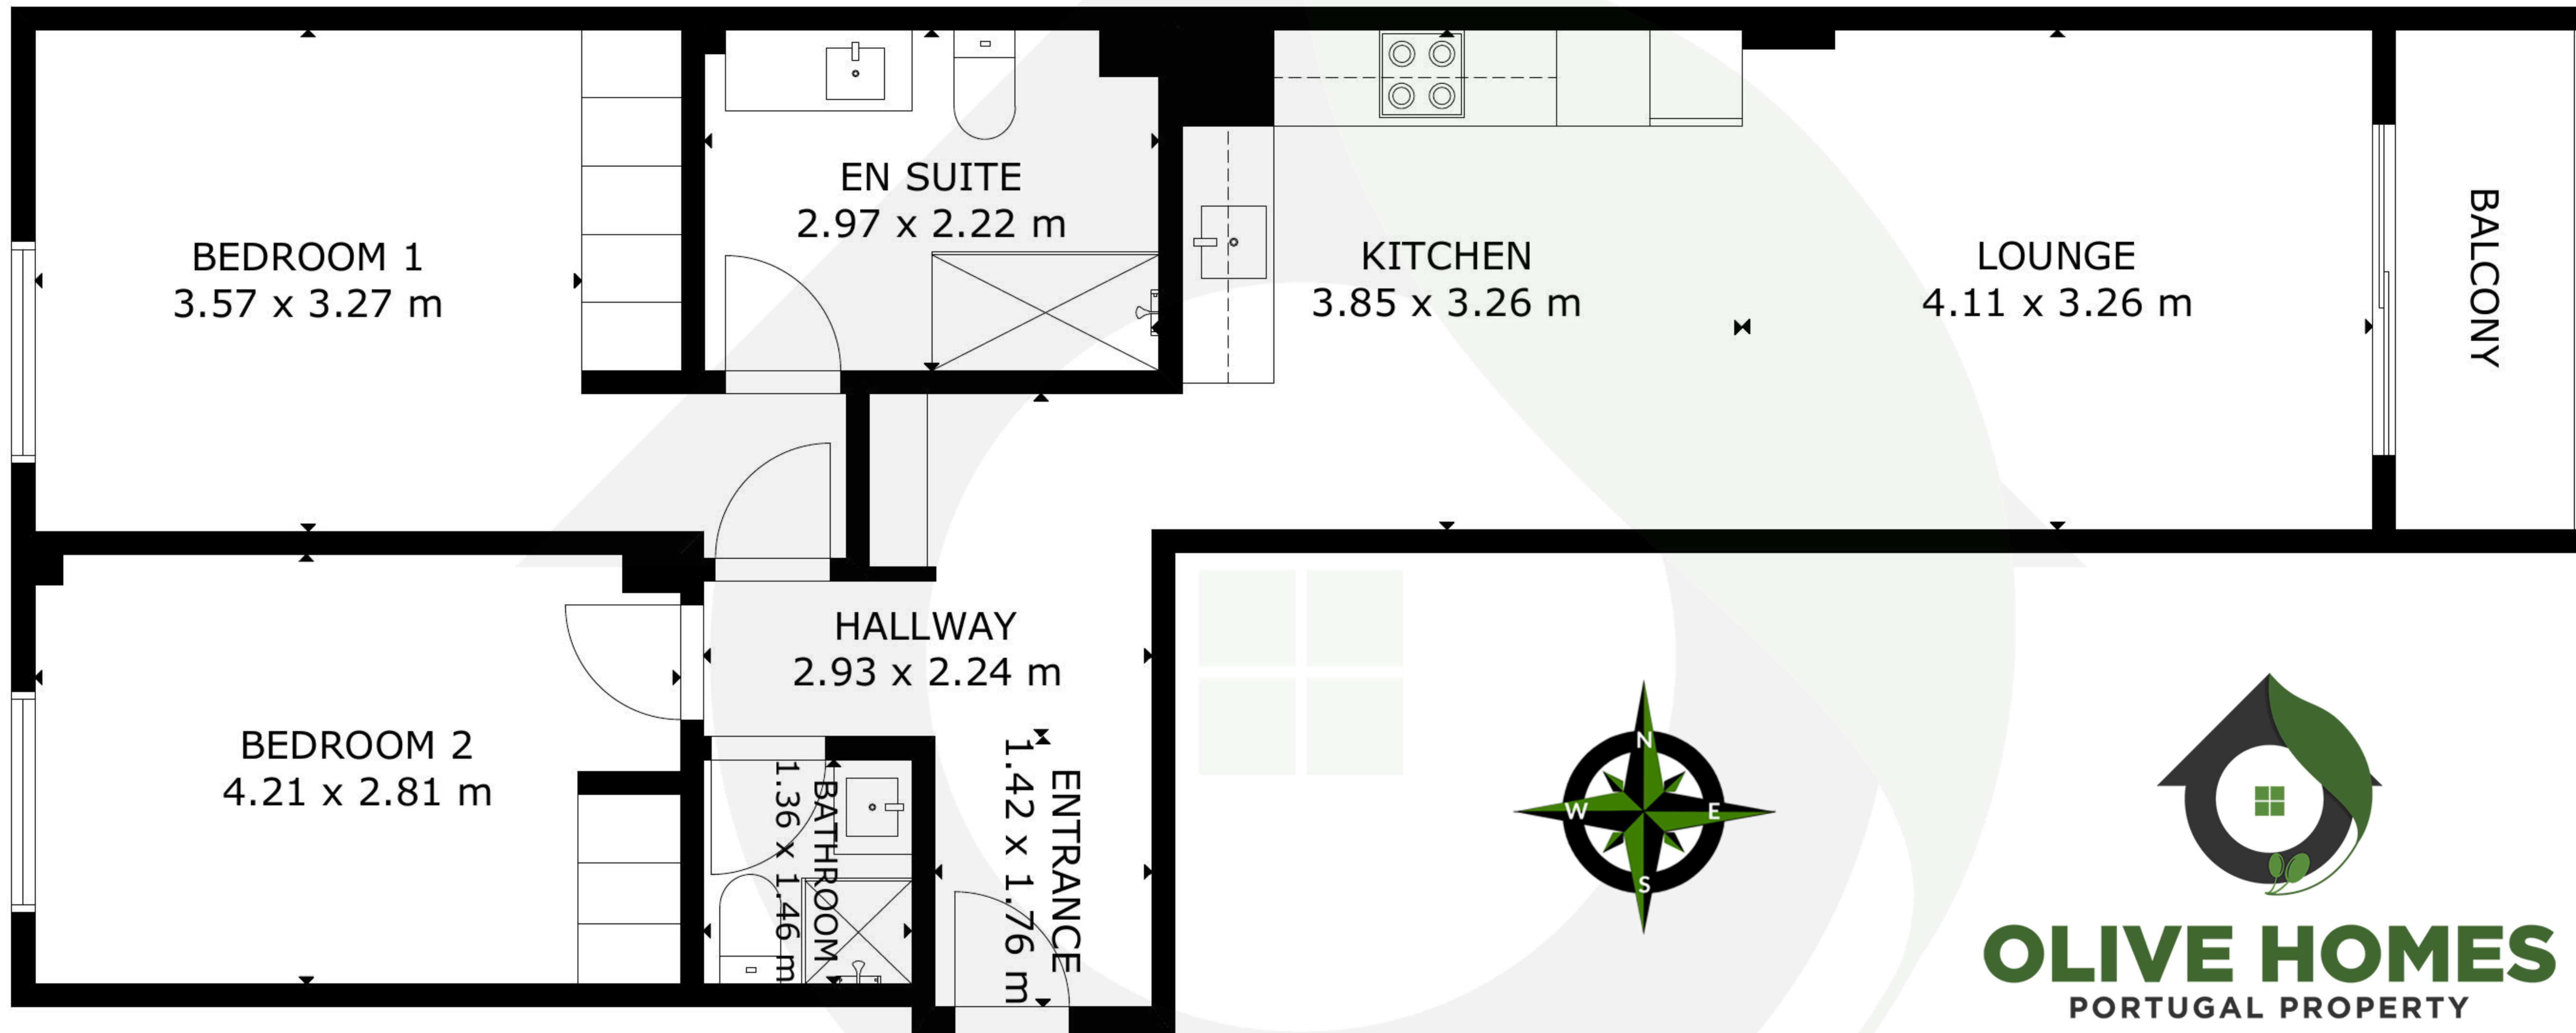 BEDROOM 1
3.57 x 3.27 m
EN SUITE
2.97 x 2.22 m
KITCHEN
3.85 x 3.26 m
LOUNGE
4.11 x 3.26 m
BALCONY
HALLWAY
2.93 x 2.24 m
BEDROOM 2
4.21 x 2.81 m
BATHROOM
1.36 x 1.46 m
ENTRANCE
1.42 x 1.76 m
N
W
E
S
OLIVE HOMES
PORTUGAL PROPERTY